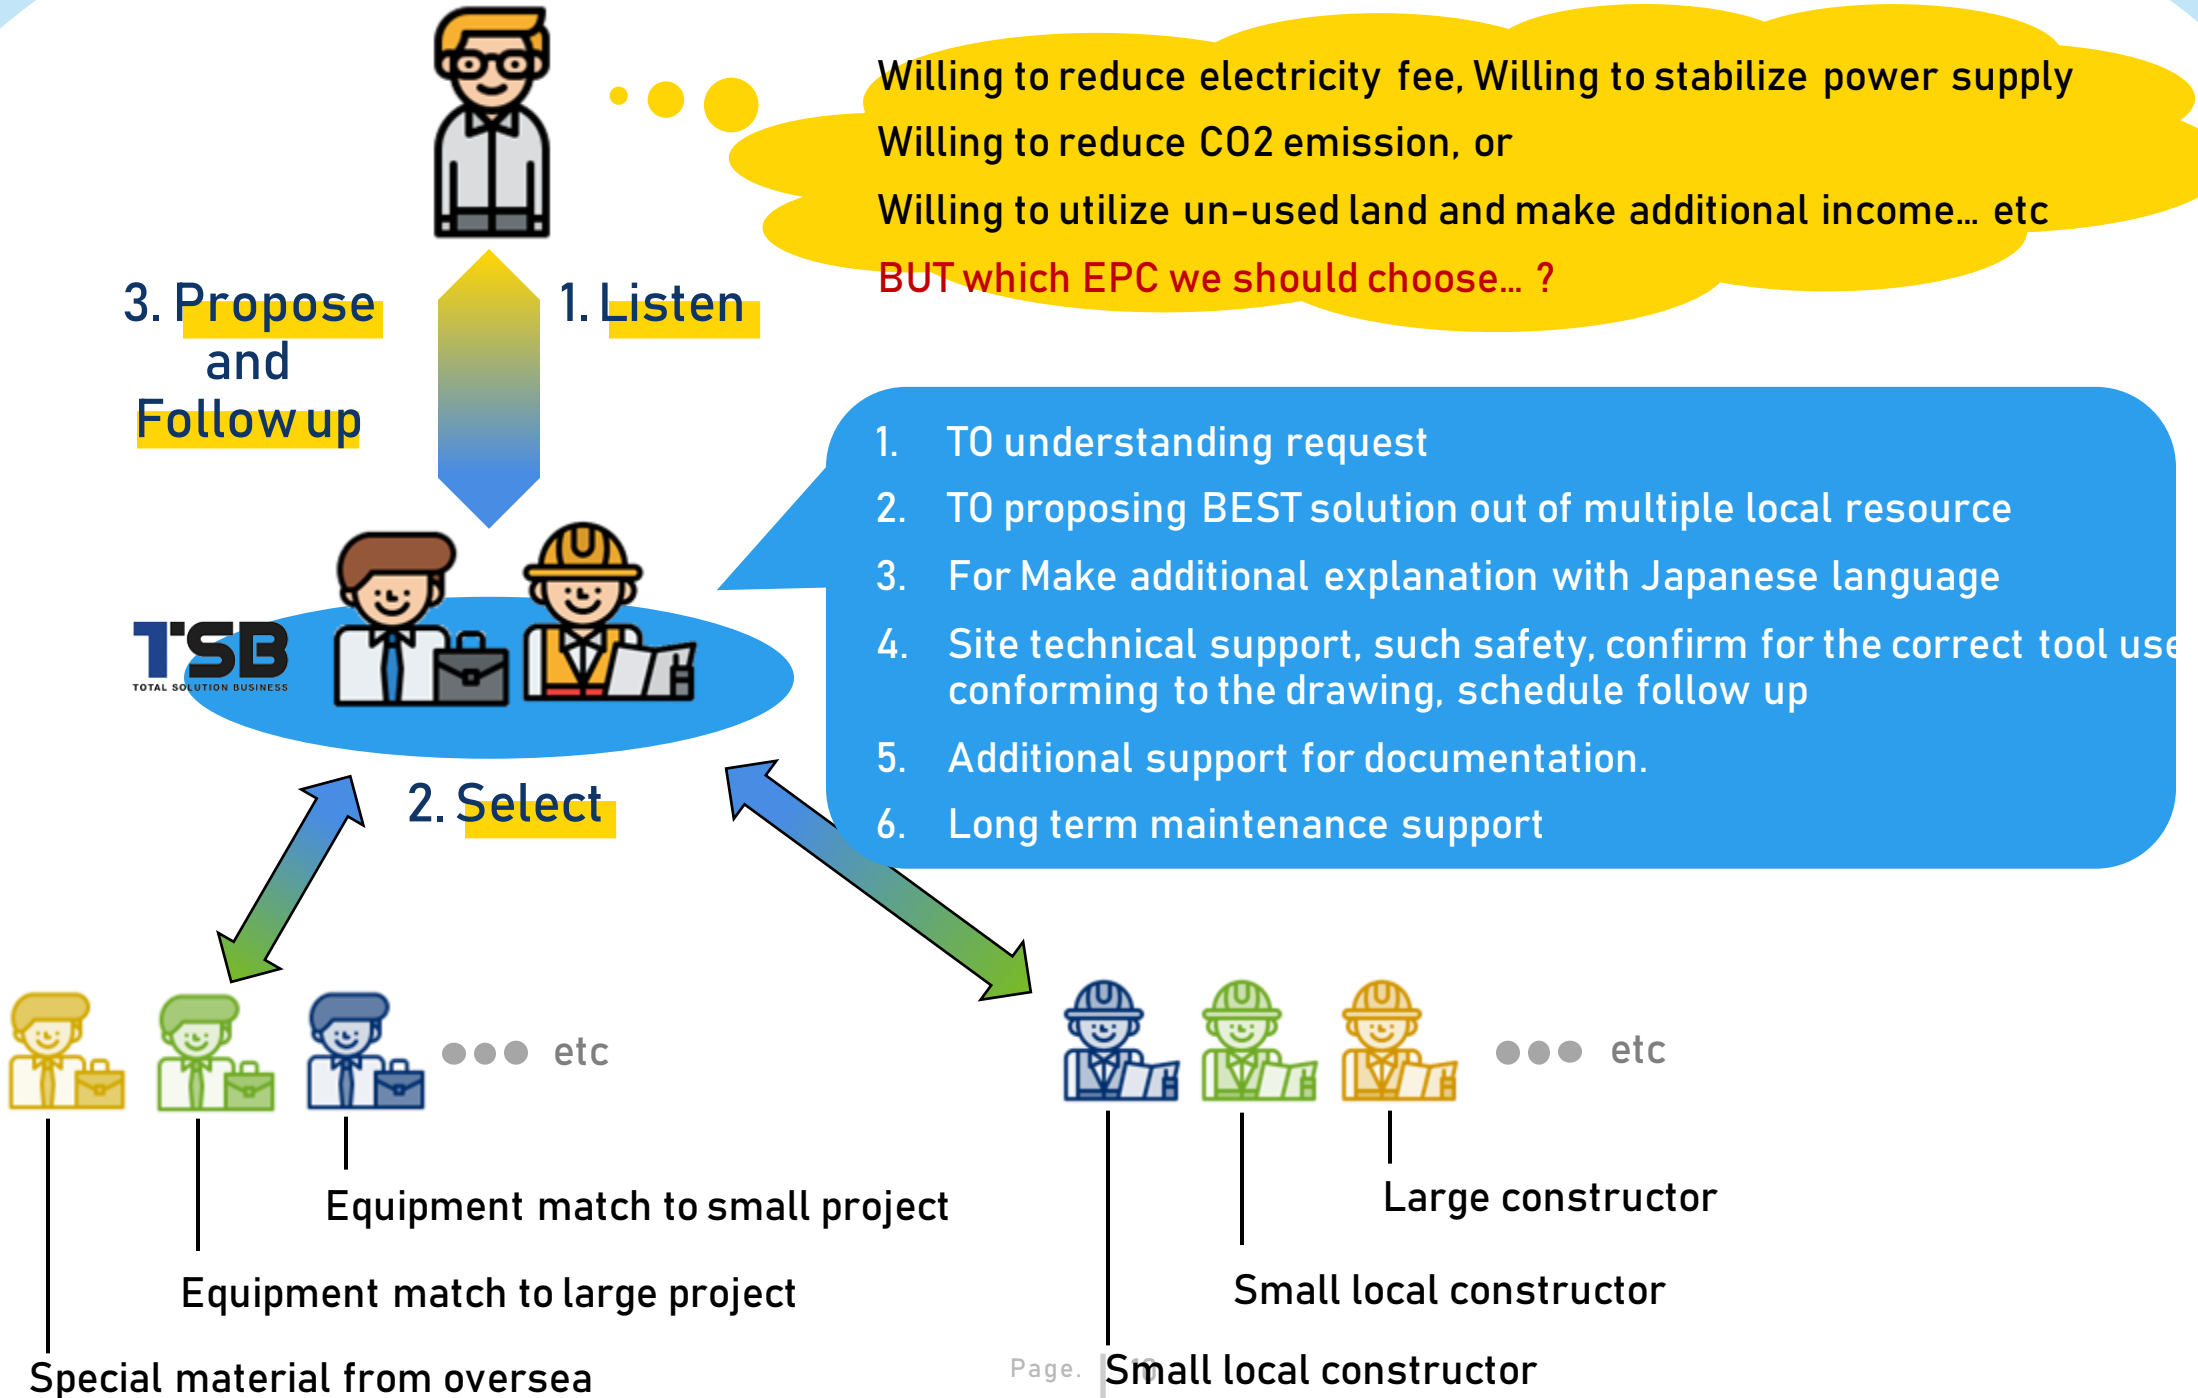 Willing to reduce electricity fee, Willing to stabilize power supply
Willing to reduce CO2 emission, or
Willing to utilize un-used land and make additional income... etc
BUT which EPC we should choose... ?
3. Propose
and
Follow up
1. Listen
1. TO understanding request
2. TO proposing BEST solution out of multiple local resource
3. For Make additional explanation with Japanese language
4. Site technical support, such safety, confirm for the correct tool use
conforming to the drawing, schedule follow up
5. Additional support for documentation.
6. Long term maintenance support
TSB
TOTAL SOLUTION BUSINESS
2. Select
etc
etc
Equipment match to small project
Large constructor
Equipment match to large project
Small local constructor
Special material from oversea
Small local constructor
Page.